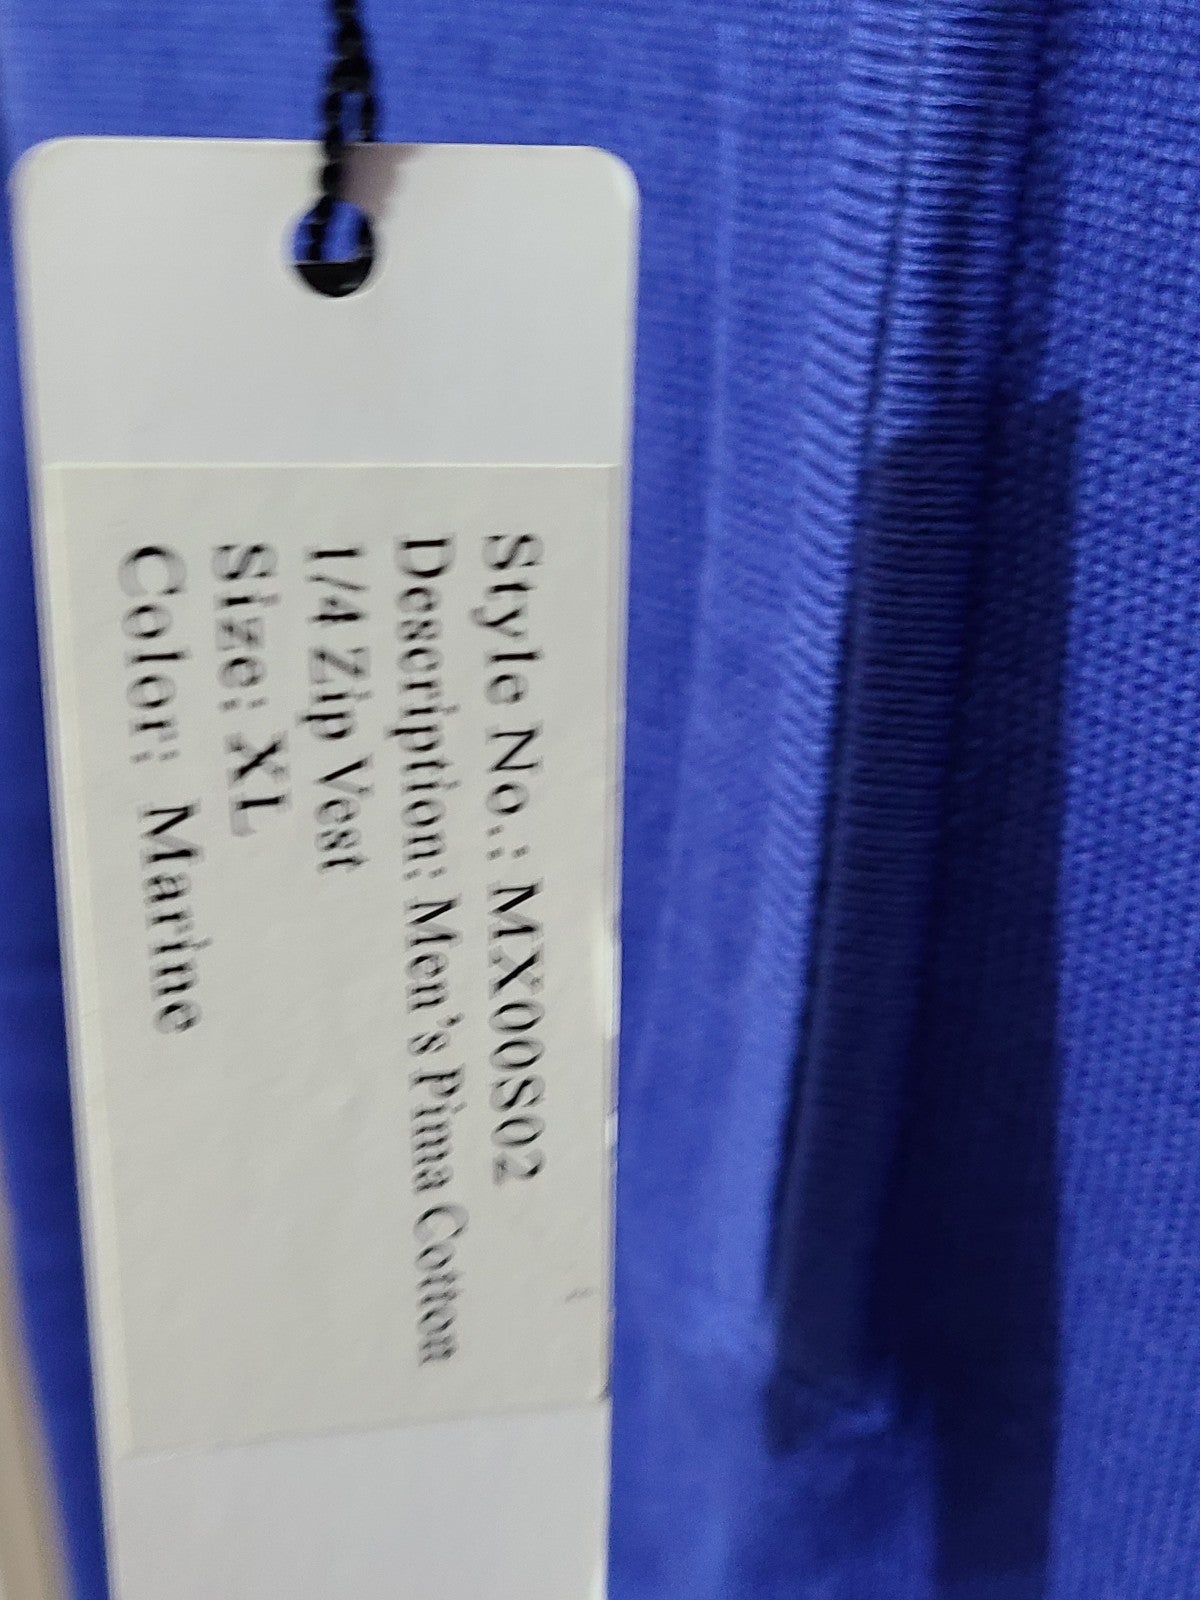 Style No.: MX00S02
Description: Men's Pima Cotton
1/4 Zip Vest
Size: XL
Color: Marine